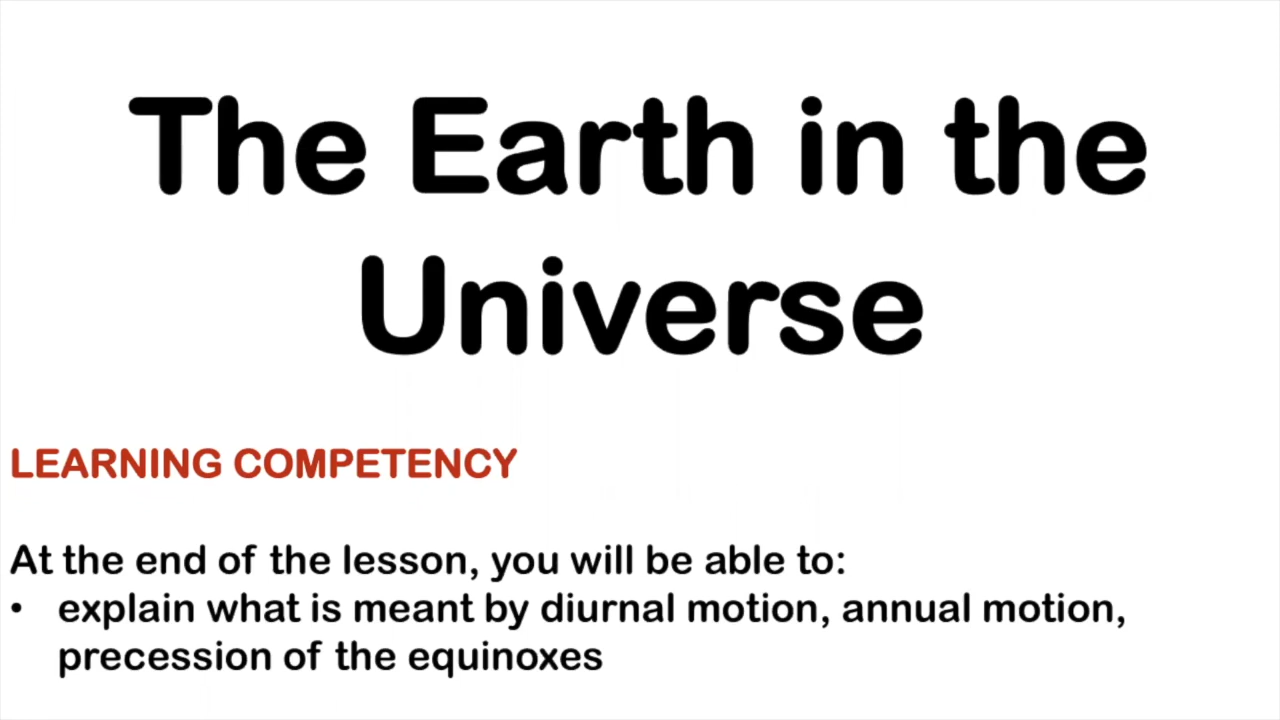 The Earth in the
Universe
LEARNING COMPETENCY
At the end of the lesson, you will be able to:
• explain what is meant by diurnal motion, annual motion,
precession of the equinoxes